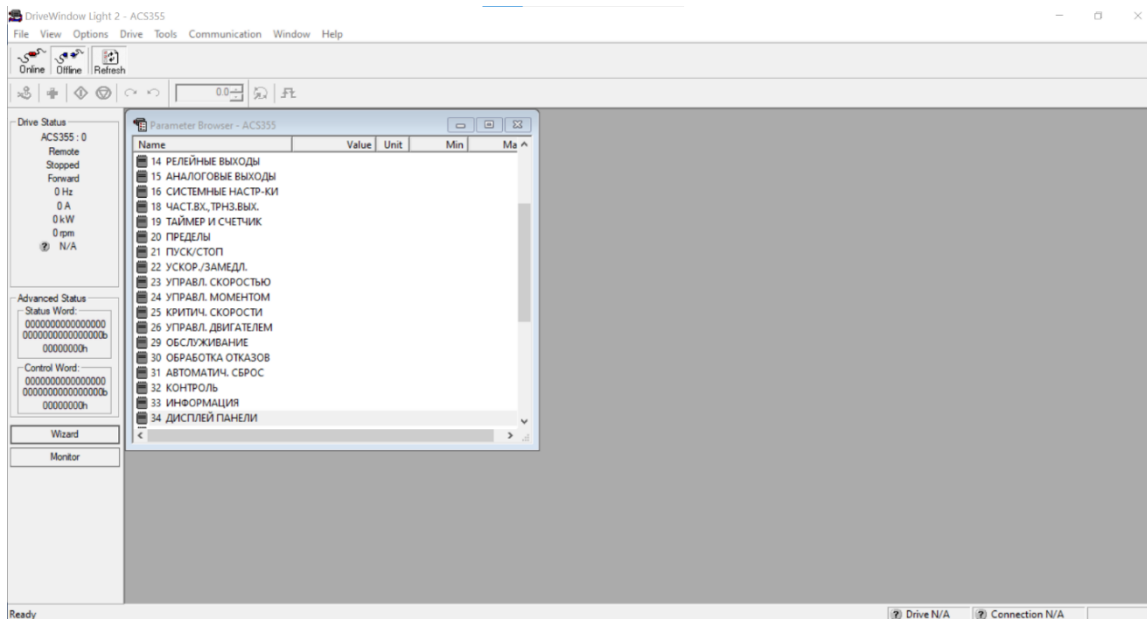 DriveWindow Light 2 - ACS355
File View Options Drive Tools Communication Window Help
Online Offline Refresh
0.0
Drive Status
ACS355 : 0
Remote
Stopped
Forward
0 Hz
0 A
0 kW
0 rpm
N/A
Advanced Status
Status Word:
0000000000000000
0000000000000000b
00000000h
Control Word:
0000000000000000
0000000000000000b
00000000h
Wizard
Monitor
Parameter Browser - ACS355
Name Value Unit Min Ma
14 РЕЛЕЙНЫЕ ВЫХОДЫ
15 АНАЛОГОВЫЕ ВЫХОДЫ
16 СИСТЕМНЫЕ НАСТР-КИ
18 ЧАСТ.ВХ.,ТРНЗ.ВЫХ.
19 ТАЙМЕР И СЧЕТЧИК
20 ПРЕДЕЛЫ
21 ПУСК/СТОП
22 УСКОР./ЗАМЕДЛ.
23 УПРАВЛ. СКОРОСТЬЮ
24 УПРАВЛ. МОМЕНТОМ
25 КРИТИЧ. СКОРОСТИ
26 УПРАВЛ. ДВИГАТЕЛЕМ
29 ОБСЛУЖИВАНИЕ
30 ОБРАБОТКА ОТКАЗОВ
31 АВТОМАТИЧ. СБРОС
32 КОНТРОЛЬ
33 ИНФОРМАЦИЯ
34 ДИСПЛЕЙ ПАНЕЛИ
Ready
Drive N/A
Connection N/A